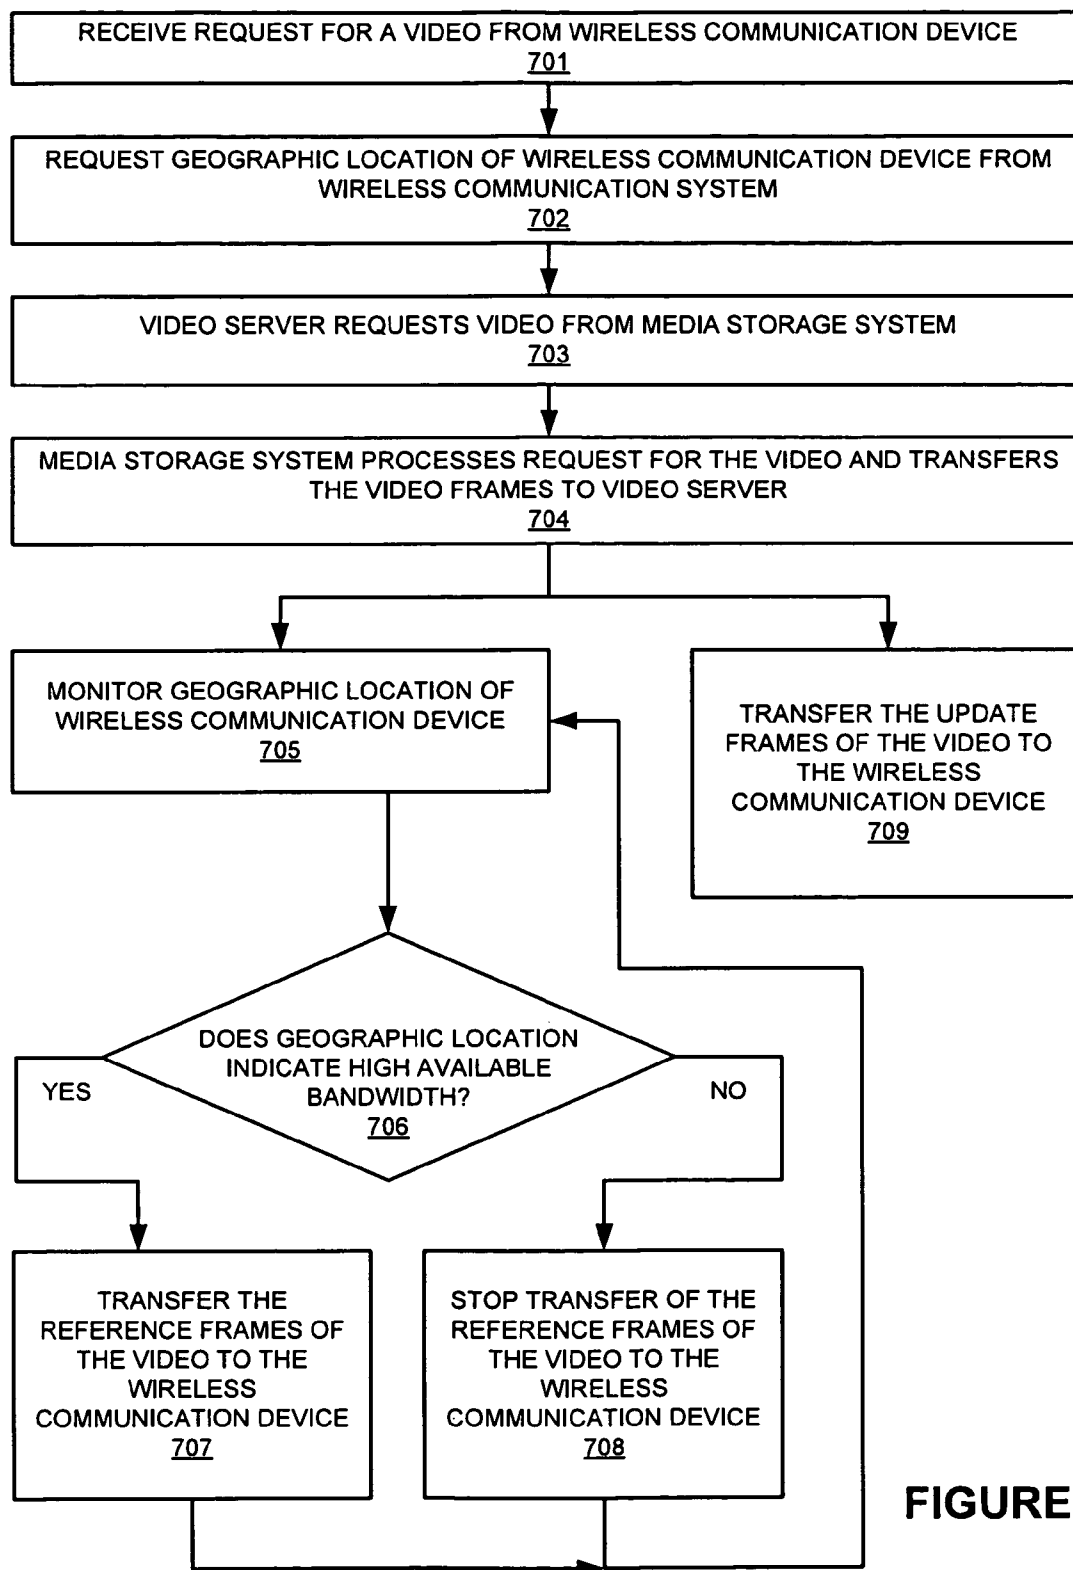 RECEIVE REQUEST FOR A VIDEO FROM WIRELESS COMMUNICATION DEVICE
701
REQUEST GEOGRAPHIC LOCATION OF WIRELESS COMMUNICATION DEVICE FROM
WIRELESS COMMUNICATION SYSTEM
702
VIDEO SERVER REQUESTS VIDEO FROM MEDIA STORAGE SYSTEM
703
MEDIA STORAGE SYSTEM PROCESSES REQUEST FOR THE VIDEO AND TRANSFERS
THE VIDEO FRAMES TO VIDEO SERVER
704
MONITOR GEOGRAPHIC LOCATION OF
WIRELESS COMMUNICATION DEVICE
705
TRANSFER THE UPDATE
FRAMES OF THE VIDEO TO
THE WIRELESS
COMMUNICATION DEVICE
709
DOES GEOGRAPHIC LOCATION
INDICATE HIGH AVAILABLE
BANDWIDTH?
706
YES
NO
TRANSFER THE
REFERENCE FRAMES OF
THE VIDEO TO THE
WIRELESS
COMMUNICATION DEVICE
707
STOP TRANSFER OF THE
REFERENCE FRAMES OF
THE VIDEO TO THE
WIRELESS
COMMUNICATION DEVICE
708
FIGURE